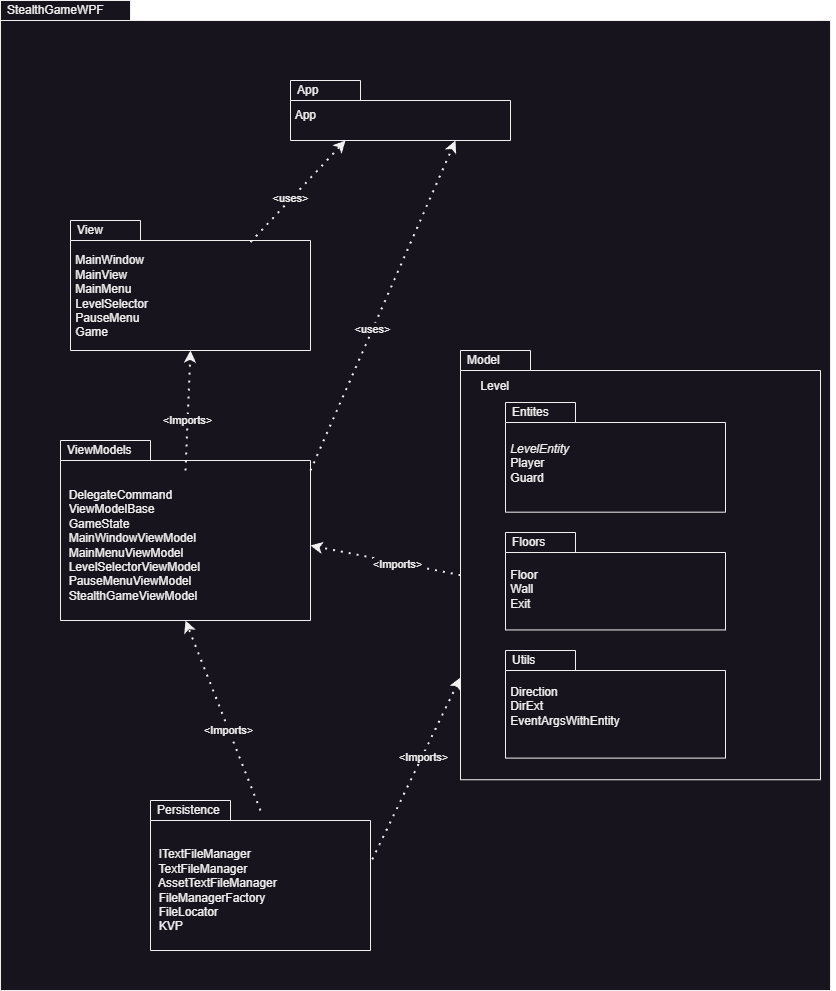 StealthGameWPF
App
App
<uses>
View
MainWindow
MainView
MainMenu
LevelSelector
PauseMenu
Game
<uses>
<Imports>
ViewModels
DelegateCommand
ViewModelBase
GameState
MainWindowViewModel
MainMenuViewModel
LevelSelectorViewModel
PauseMenuViewModel
StealthGameViewModel
Model
Level
Entites
LevelEntity
Player
Guard
Floors
Floor
Wall
Exit
Utils
Direction
DirExt
EventArgsWithEntity
<Imports>
<Imports>
<Imports>
Persistence
ITextFileManager
TextFileManager
AssetTextFileManager
FileManagerFactory
FileLocator
KVP